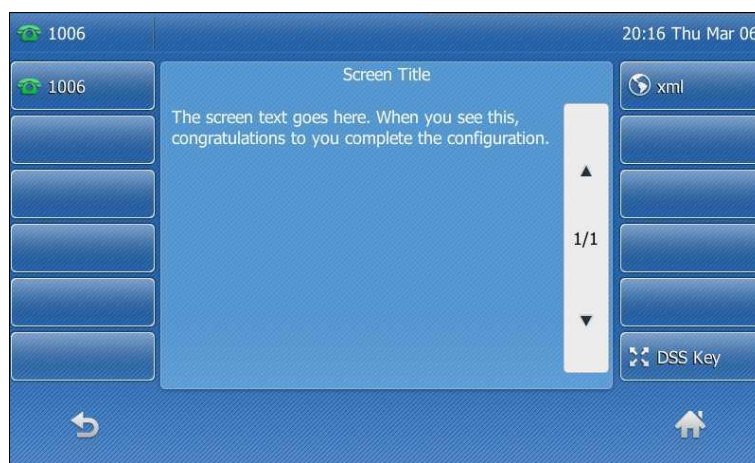 1006
20:16 Thu Mar 06
1006
Screen Title
xml
The screen text goes here. When you see this,
congratulations to you complete the configuration.
1/1
DSS Key